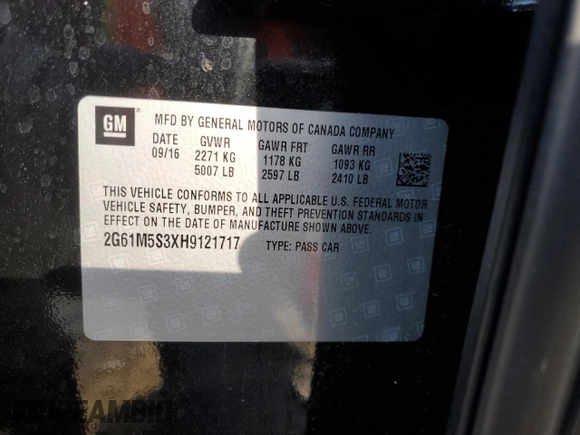 GM
MFD BY GENERAL MOTORS OF CANADA COMPANY
DATE GVWR GAWR FRT GAWR RR
09/16 2271 KG 1178 KG 1093 KG
5007 LB 2597 LB 2410 LB
THIS VEHICLE CONFORMS TO ALL APPLICABLE U.S. FEDERAL MOTOR
VEHICLE SAFETY, BUMPER, AND THEFT PREVENTION STANDARDS IN
EFFECT ON THE DATE OF MANUFACTURE SHOWN ABOVE.
2G61M5S3XH9121717 TYPE: PASS CAR